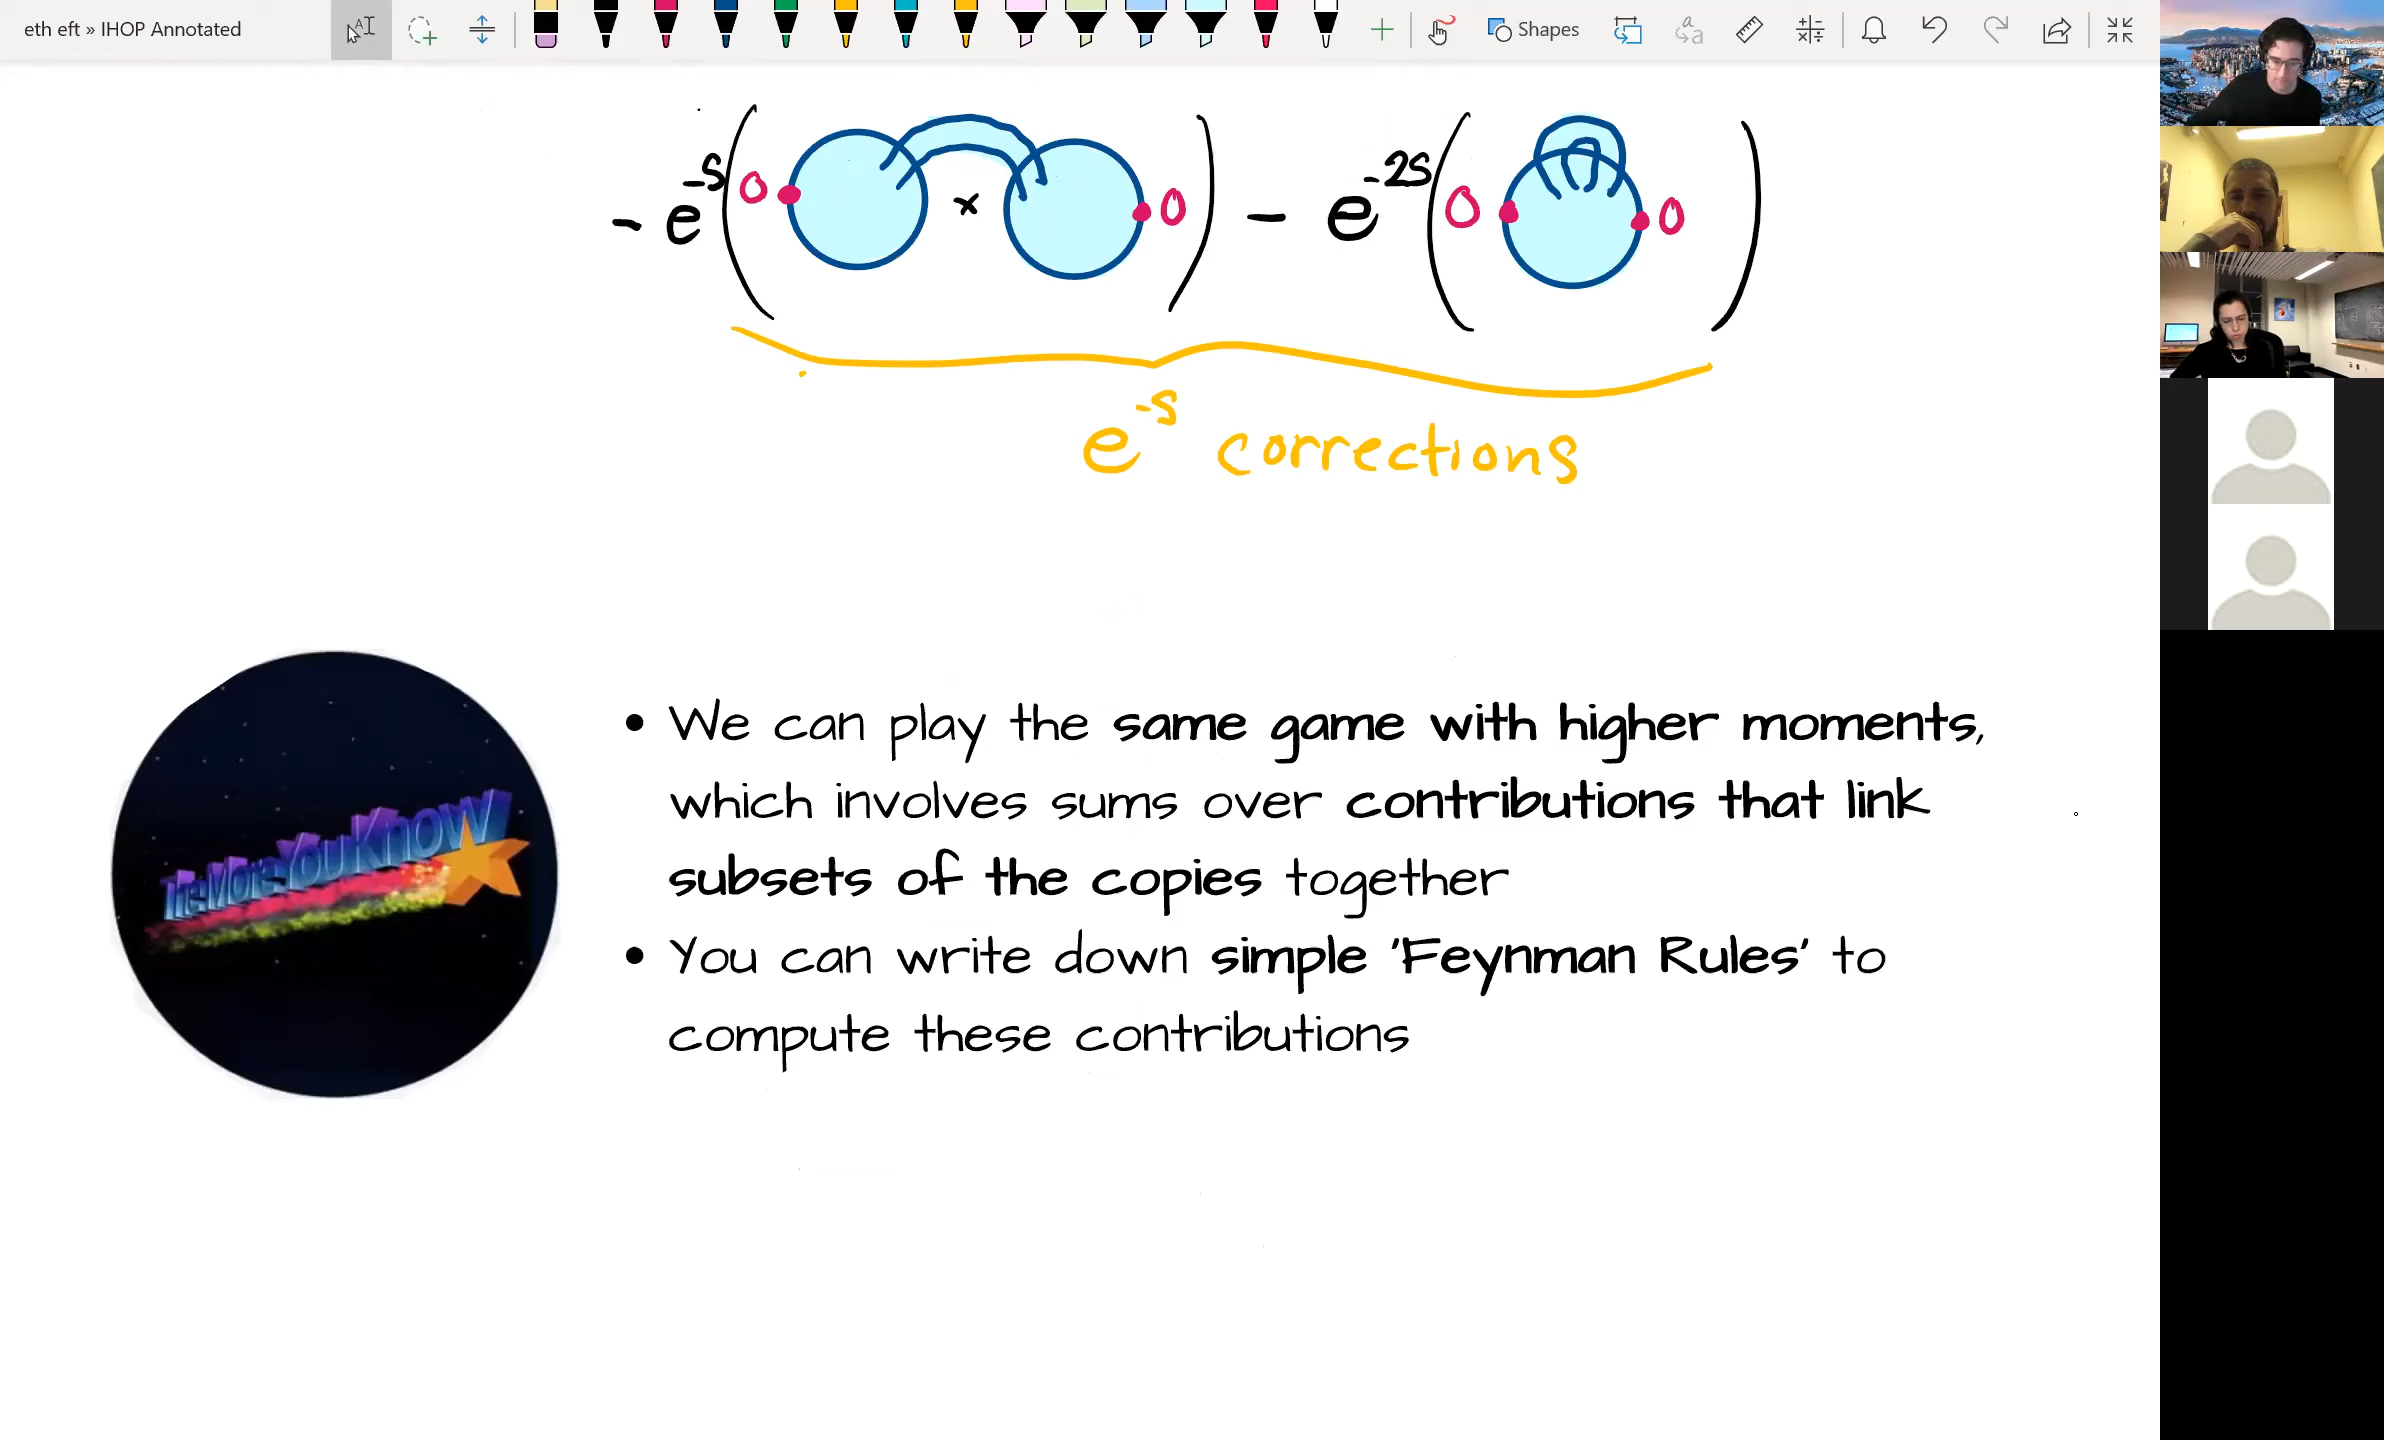 eth eft » IHOP Annotated
Shapes
- e^-S ( O x O ) - e^-2S ( O O )
e^-S corrections
The More You Know
• We can play the same game with higher moments,
which involves sums over contributions that link
subsets of the copies together
• You can write down simple 'Feynman Rules' to
compute these contributions